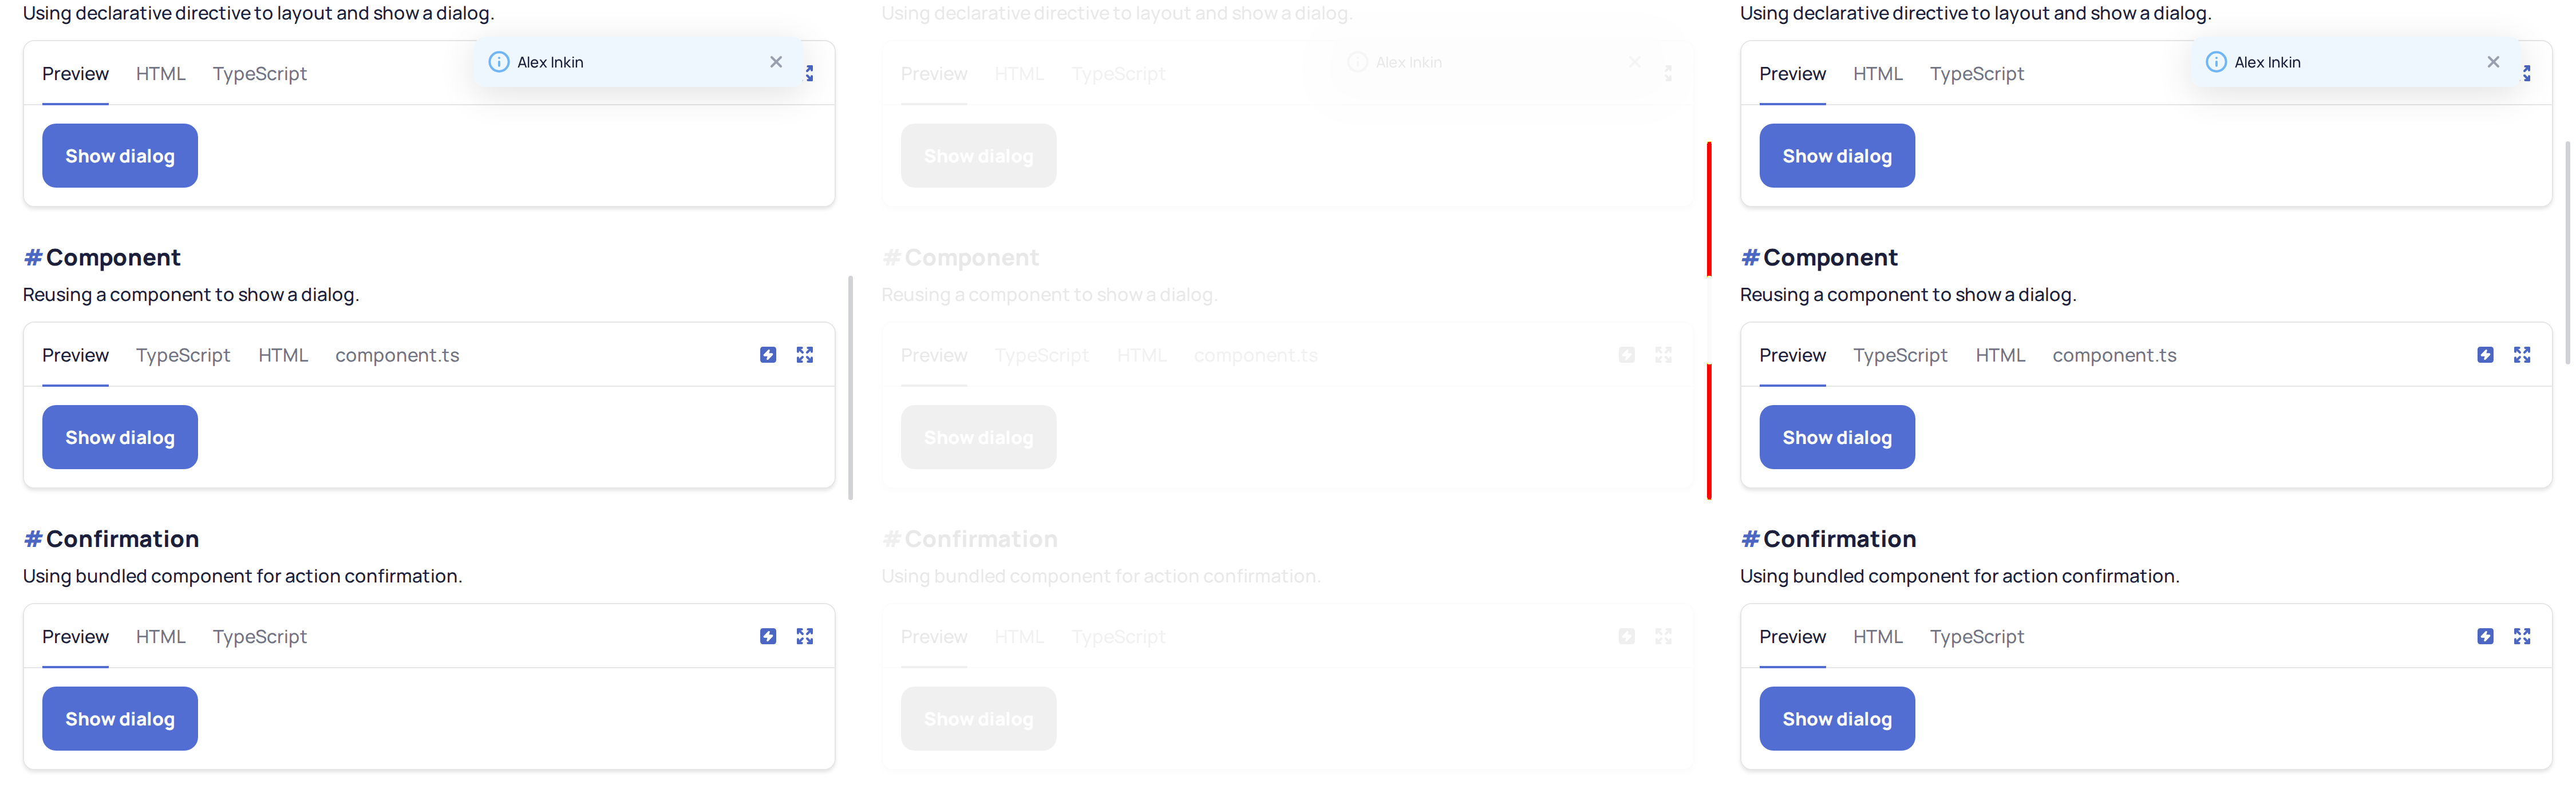 Using declarative directive to layout and show a dialog.
Alex Inkin
Preview HTML TypeScript
Show dialog
#Component
Reusing a component to show a dialog.
Preview TypeScript HTML component.ts
Show dialog
#Confirmation
Using bundled component for action confirmation.
Preview HTML TypeScript
Show dialog
Using declarative directive to layout and show a dialog.
Alex Inkin
Preview HTML TypeScript
Show dialog
#Component
Reusing a component to show a dialog.
Preview TypeScript HTML component.ts
Show dialog
#Confirmation
Using bundled component for action confirmation.
Preview HTML TypeScript
Show dialog
Using declarative directive to layout and show a dialog.
Alex Inkin
Preview HTML TypeScript
Show dialog
#Component
Reusing a component to show a dialog.
Preview TypeScript HTML component.ts
Show dialog
#Confirmation
Using bundled component for action confirmation.
Preview HTML TypeScript
Show dialog